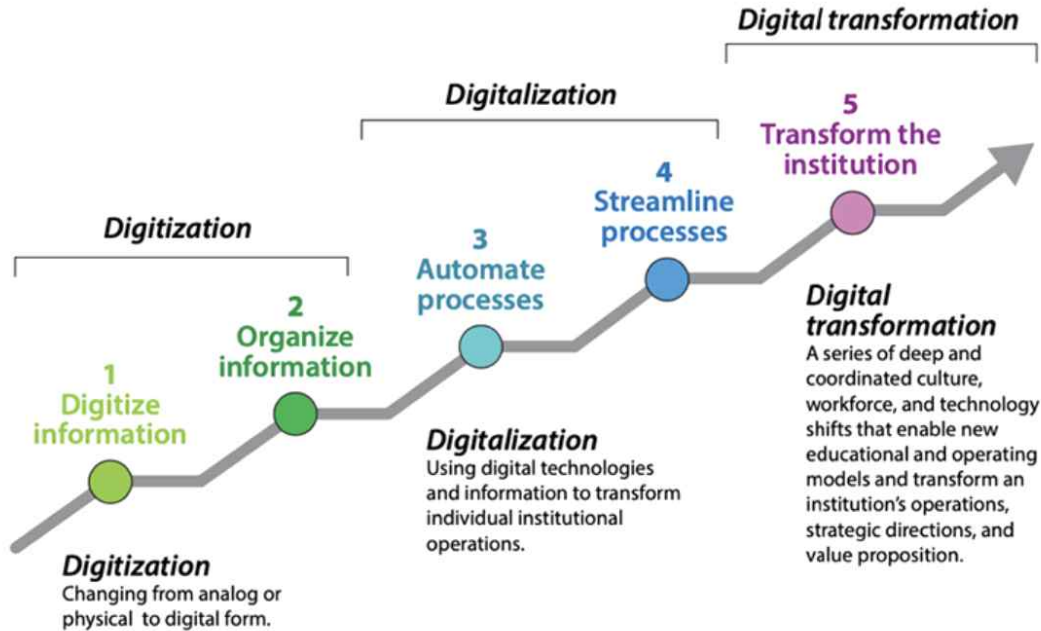 Digital transformation
Digitalization
5
Transform the
institution
4
Streamline
processes
Digitization
3
Automate
processes
2
Organize
information
1
Digitize
information
Digital
transformation
A series of deep and
coordinated culture,
workforce, and technology
shifts that enable new
educational and operating
models and transform an
institution's operations,
strategic directions, and
value proposition.
Digitalization
Using digital technologies
and information to transform
individual institutional
operations.
Digitization
Changing from analog or
physical to digital form.